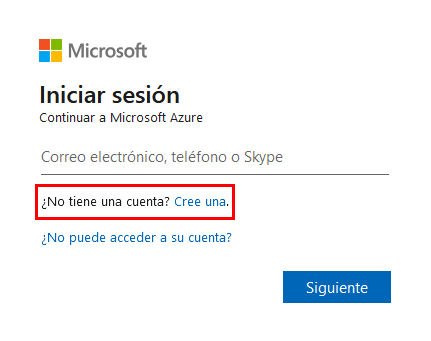 Microsoft
Iniciar sesión
Continuar a Microsoft Azure
Correo electrónico, teléfono o Skype
¿No tiene una cuenta? Cree una.
¿No puede acceder a su cuenta?
Siguiente